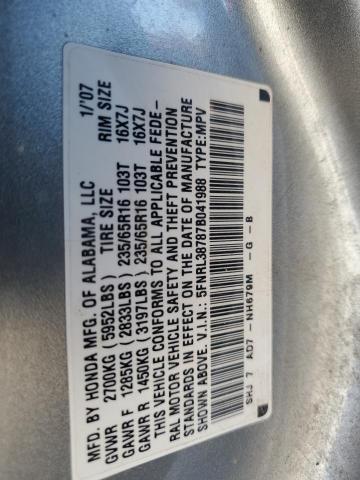 MFD. BY HONDA MFG. OF ALABAMA, LLC 1/'07
GVWR 2700KG (5952LBS) TIRE SIZE RIM SIZE
GAWR F 1285KG (2833LBS) 235/65R16 103T 16X7J
GAWR R 1450KG (3197LBS) 235/65R16 103T 16X7J
THIS VEHICLE CONFORMS TO ALL APPLICABLE FEDE-
RAL MOTOR VEHICLE SAFETY AND THEFT PREVENTION
STANDARDS IN EFFECT ON THE DATE OF MANUFACTURE
SHOWN ABOVE. V.I.N.: 5FNRL38787B041988 TYPE:MPV
SHJ 7 AD7 -NH679M -G -B